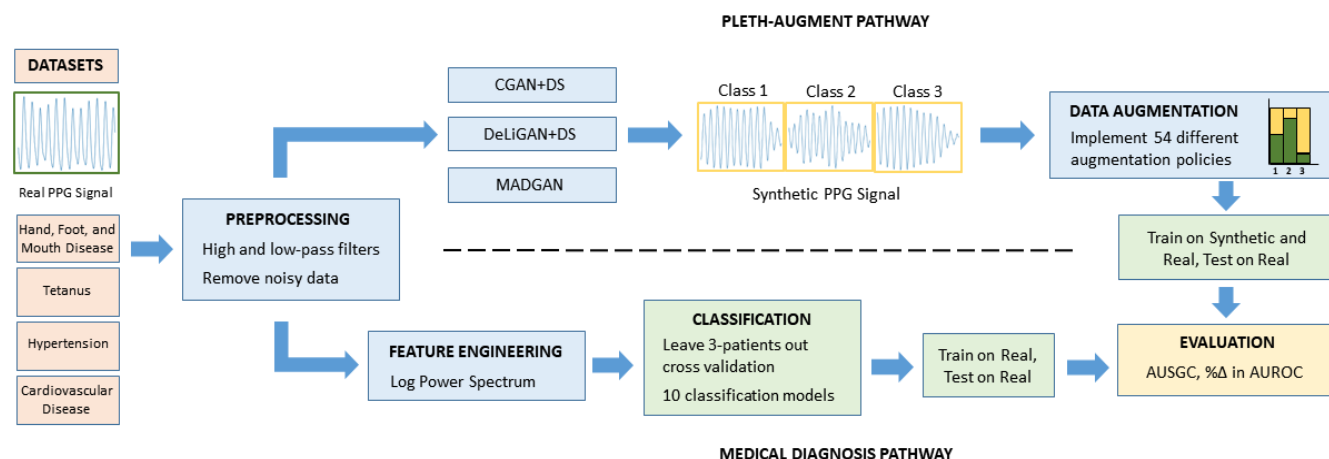 PLETH-AUGMENT PATHWAY
DATASETS
Real PPG Signal
Hand, Foot, and
Mouth Disease
Tetanus
Hypertension
Cardiovascular
Disease
PREPROCESSING
High and low-pass filters
Remove noisy data
CGAN+DS
DeLiGAN+DS
MADGAN
Class 1 Class 2 Class 3
Synthetic PPG Signal
DATA AUGMENTATION
Implement 54 different
augmentation policies
1 2 3
Train on Synthetic and
Real, Test on Real
FEATURE ENGINEERING
Log Power Spectrum
CLASSIFICATION
Leave 3-patients out
cross validation
10 classification models
Train on Real,
Test on Real
EVALUATION
AUSGC, %Δ in AUROC
MEDICAL DIAGNOSIS PATHWAY